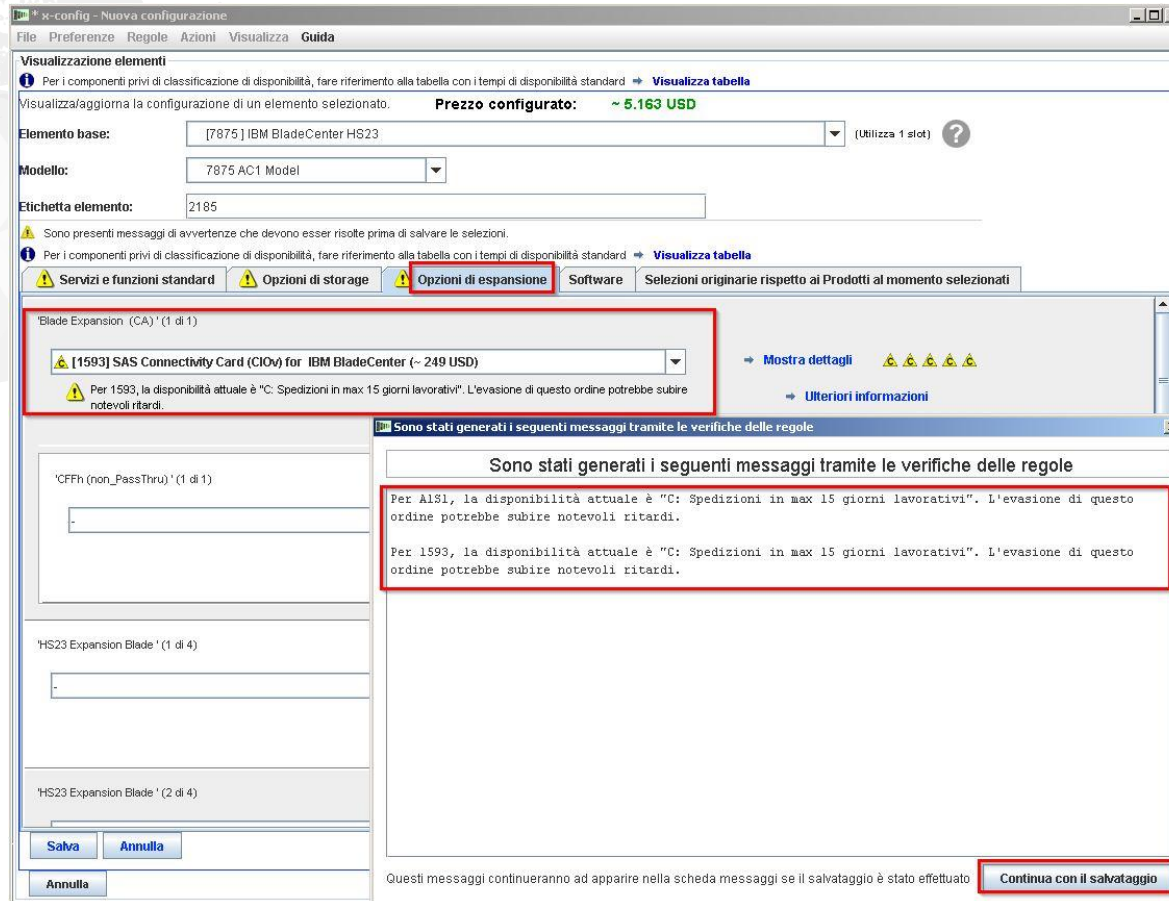 * x-config - Nuova configurazione
File Preferenze Regole Azioni Visualizza Guida
Visualizzazione elementi
Per i componenti privi di classificazione di disponibilità, fare riferimento alla tabella con i tempi di disponibilità standard Visualizza tabella
Visualizza/aggiorna la configurazione di un elemento selezionato. Prezzo configurato: ~ 5.163 USD
Elemento base: [7875 ] IBM BladeCenter HS23 (Utilizza 1 slot) ?
Modello: 7875 AC1 Model
Etichetta elemento: 2185
Sono presenti messaggi di avvertenze che devono esser risolte prima di salvare le selezioni.
Per i componenti privi di classificazione di disponibilità, fare riferimento alla tabella con i tempi di disponibilità standard Visualizza tabella
Servizi e funzioni standard Opzioni di storage Opzioni di espansione Software Selezioni originarie rispetto ai Prodotti al momento selezionati
'Blade Expansion (CA) ' (1 di 1)
C [1593] SAS Connectivity Card (CIOv) for IBM BladeCenter (~ 249 USD) Mostra dettagli C C C C C
Per 1593, la disponibilità attuale è "C: Spedizioni in max 15 giorni lavorativi". L'evasione di questo ordine potrebbe subire
notevoli ritardi.
Ulteriori informazioni
'CFFh (non_PassThru) ' (1 di 1)
-
'HS23 Expansion Blade ' (1 di 4)
-
'HS23 Expansion Blade ' (2 di 4)
Salva Annulla
Annulla
Sono stati generati i seguenti messaggi tramite le verifiche delle regole
Sono stati generati i seguenti messaggi tramite le verifiche delle regole
Per A1S1, la disponibilità attuale è "C: Spedizioni in max 15 giorni lavorativi". L'evasione di questo
ordine potrebbe subire notevoli ritardi.
Per 1593, la disponibilità attuale è "C: Spedizioni in max 15 giorni lavorativi". L'evasione di questo
ordine potrebbe subire notevoli ritardi.
Questi messaggi continueranno ad apparire nella scheda messaggi se il salvataggio è stato effettuato Continua con il salvataggio